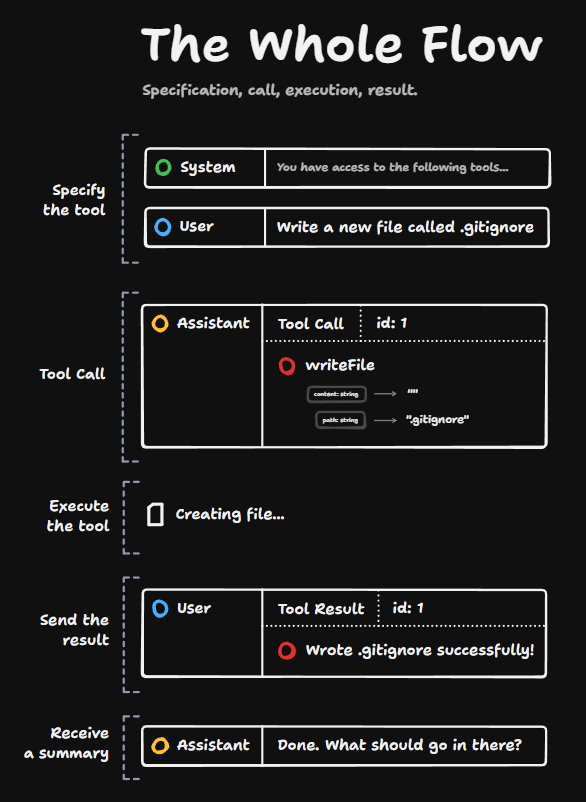 The Whole Flow
Specification, call, execution, result.
Specify
the tool
System
You have access to the following tools...
User
Write a new file called .gitignore
Tool Call
Assistant
Tool Call
id: 1
writeFile
content: string
""
path: string
".gitignore"
Execute
the tool
Creating file...
Send the
result
User
Tool Result
id: 1
Wrote .gitignore successfully!
Receive
a summary
Assistant
Done. What should go in there?